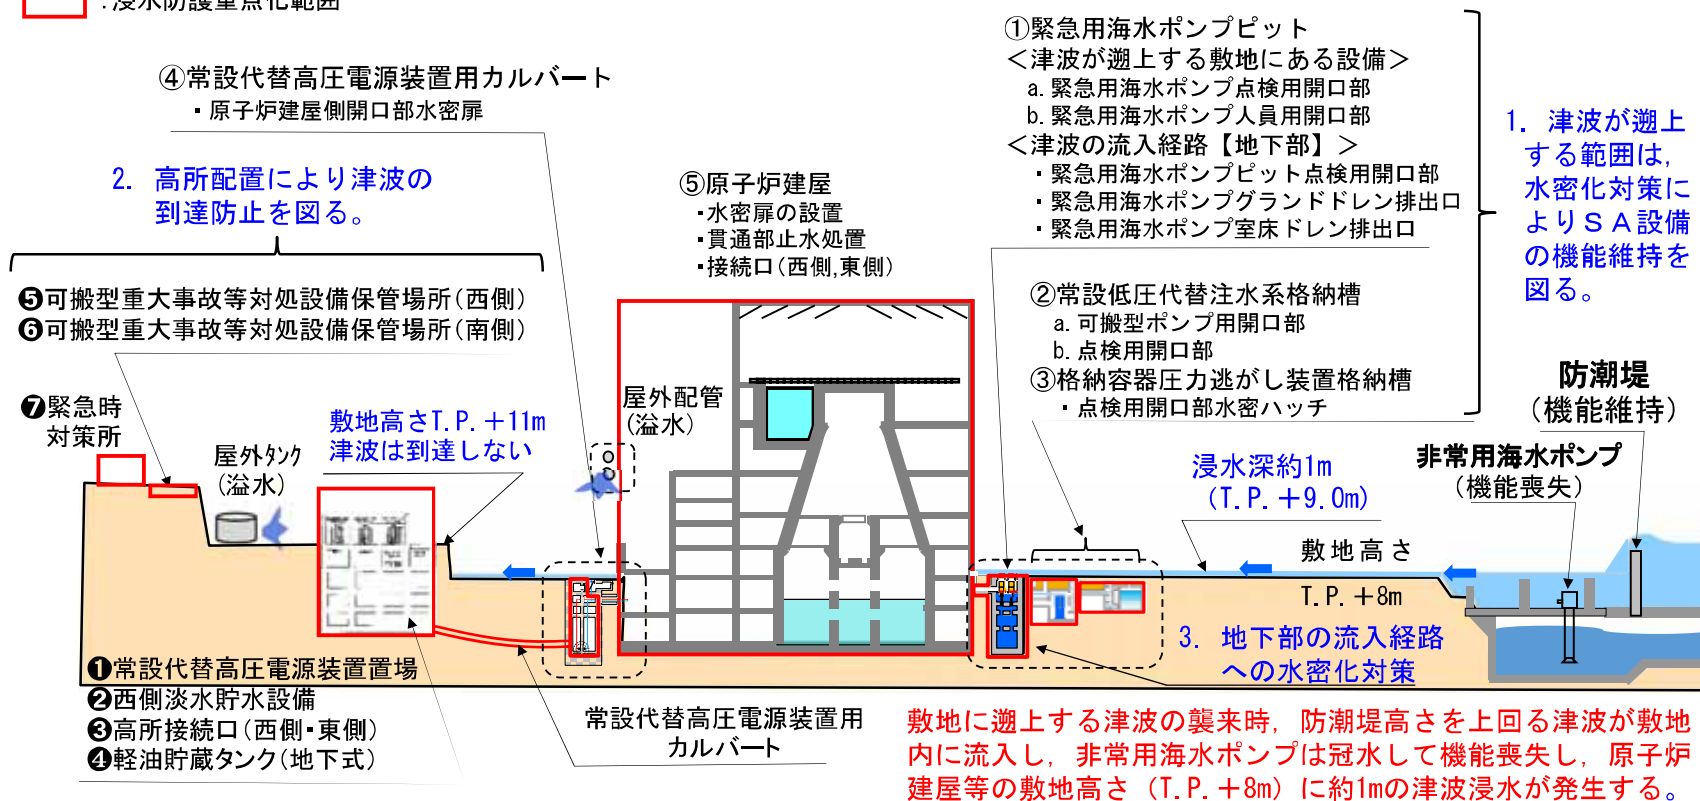 :浸水防護重点化範囲
④常設代替高圧電源装置用カルバート
・原子炉建屋側開口部水密扉
2. 高所配置により津波の
到達防止を図る。
❺可搬型重大事故等対処設備保管場所(西側)
❻可搬型重大事故等対処設備保管場所(南側)
❼緊急時
対策所
屋外タンク
(溢水)
敷地高さT.P.+11m
津波は到達しない
⑤原子炉建屋
・水密扉の設置
・貫通部止水処置
・接続口(西側,東側)
屋外配管
(溢水)
①緊急用海水ポンプピット
<津波が遡上する敷地にある設備>
a. 緊急用海水ポンプ点検用開口部
b. 緊急用海水ポンプ人員用開口部
<津波の流入経路【地下部】>
・緊急用海水ポンプピット点検用開口部
・緊急用海水ポンプグランドドレン排出口
・緊急用海水ポンプ室床ドレン排出口
②常設低圧代替注水系格納槽
a. 可搬型ポンプ用開口部
b. 点検用開口部
③格納容器圧力逃がし装置格納槽
・点検用開口部水密ハッチ
1. 津波が遡上
する範囲は,
水密化対策に
よりSA設備
の機能維持を
図る。
防潮堤
(機能維持)
非常用海水ポンプ
(機能喪失)
浸水深約1m
(T.P.+9.0m)
敷地高さ
T.P.+8m
3. 地下部の流入経路
への水密化対策
❶常設代替高圧電源装置置場
❷西側淡水貯水設備
❸高所接続口(西側・東側)
❹軽油貯蔵タンク(地下式)
常設代替高圧電源装置用
カルバート
敷地に遡上する津波の襲来時,防潮堤高さを上回る津波が敷地
内に流入し,非常用海水ポンプは冠水して機能喪失し,原子炉
建屋等の敷地高さ(T.P.+8m)に約1mの津波浸水が発生する。